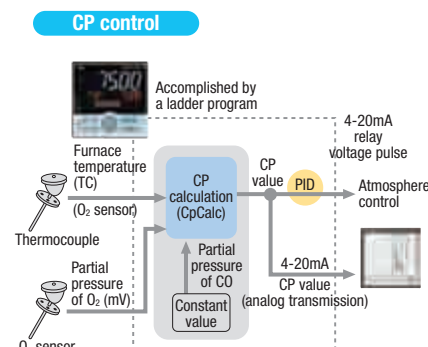 CP control
7500
Accomplished by
a ladder program
4-20mA
relay
voltage pulse
Furnace
temperature
(TC)
(O₂ sensor)
Thermocouple
CP
calculation
(CpCalc)
CP
value
PID
Atmosphere
control
Partial
pressure
of O₂ (mV)
O₂ sensor
Partial
pressure
of CO
Constant
value
4-20mA
CP value
(analog transmission)